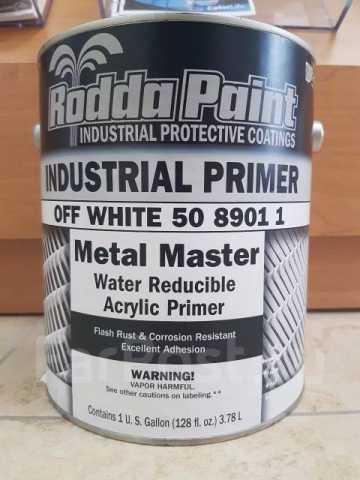 Rodda Paint
INDUSTRIAL PROTECTIVE COATINGS
INDUSTRIAL PRIMER
OFF WHITE 50 8901 1
Metal Master
Water Reducible
Acrylic Primer
Flash Rust & Corrosion Resistant
Excellent Adhesion
WARNING!
VAPOR HARMFUL.
See other cautions on labeling.**
Contains 1 U. S. Gallon (128 fl. oz.) 3.78 L